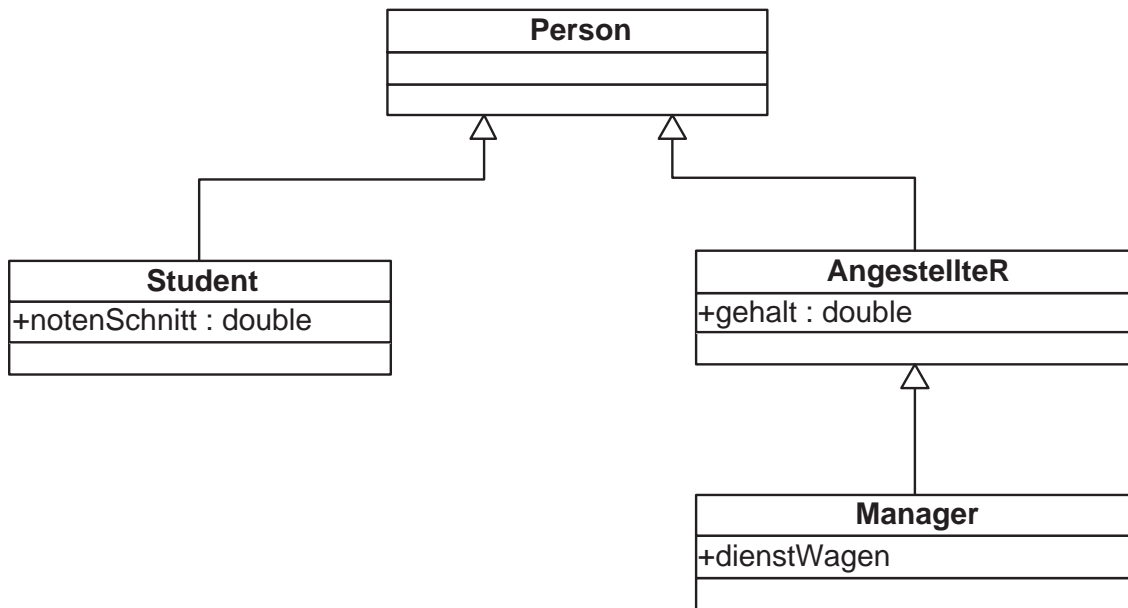 Person
Student
+notenSchnitt : double
AngestellteR
+gehalt : double
Manager
+dienstWagen